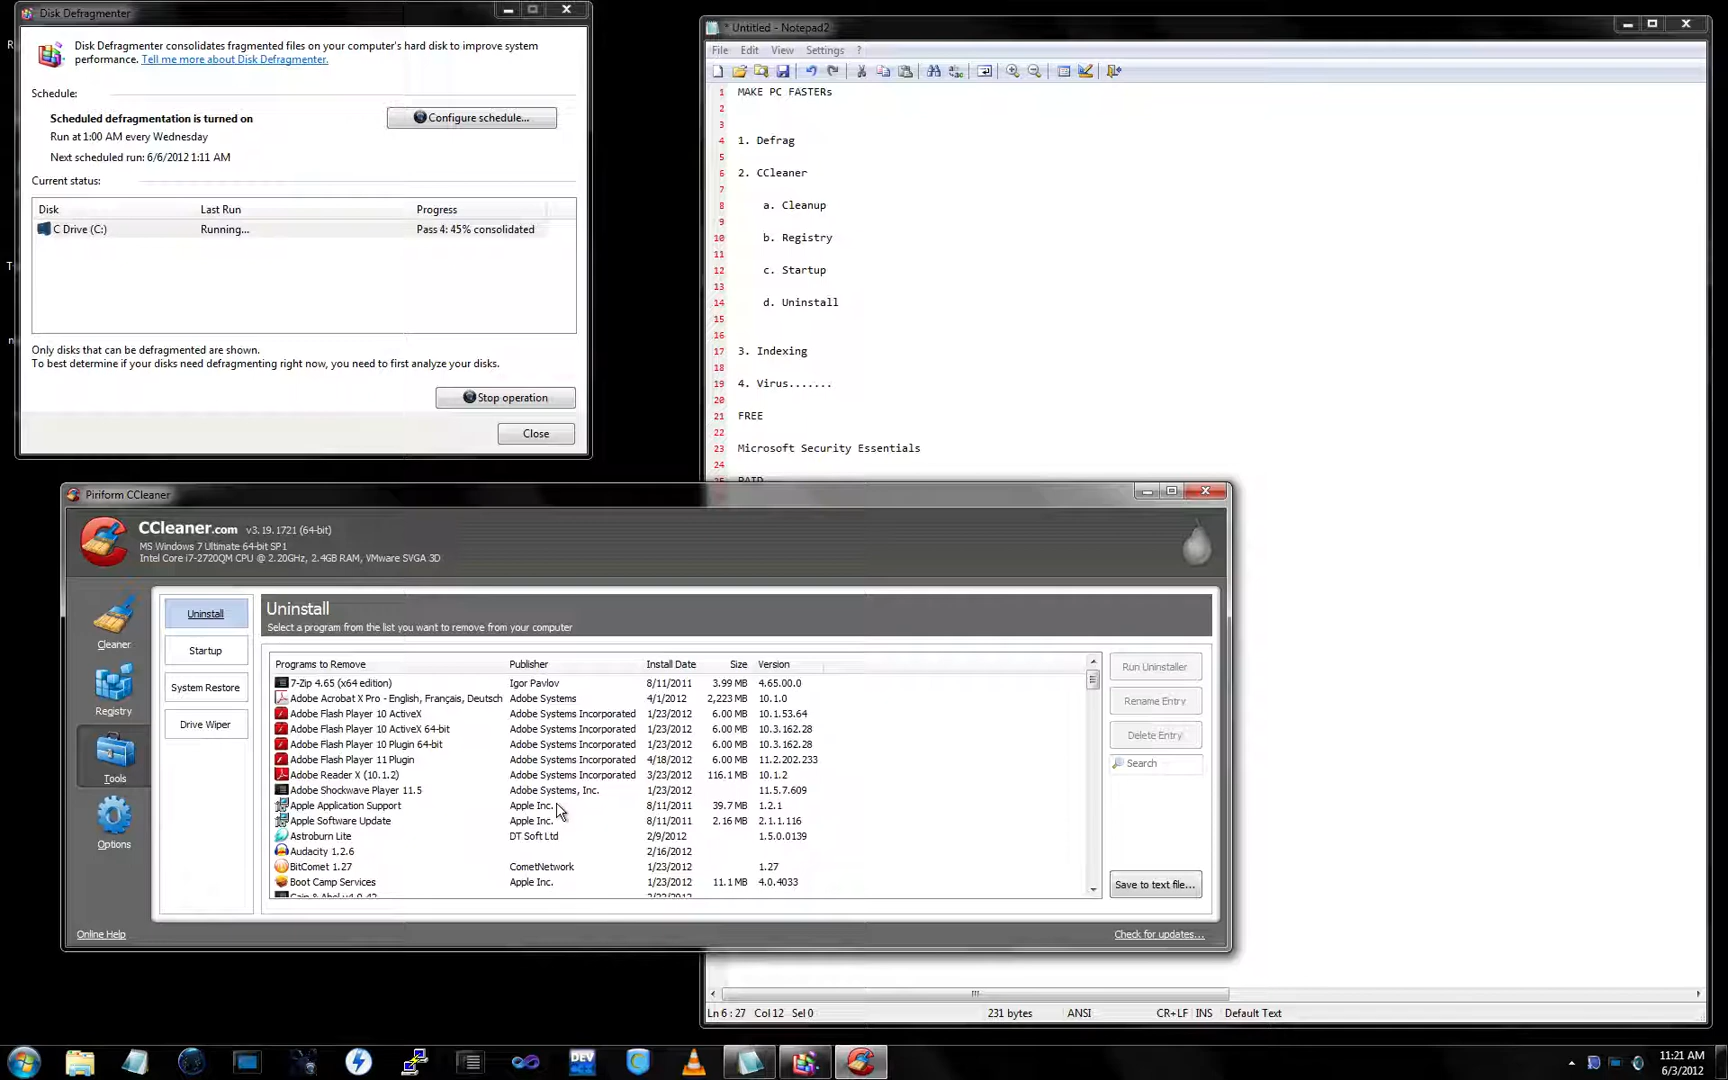 Disk Defragmenter
Disk Defragmenter consolidates fragmented files on your computer's hard disk to improve system
performance. Tell me more about Disk Defragmenter.
Schedule:
Scheduled defragmentation is turned on
Configure schedule...
Run at 1:00 AM every Wednesday
Next scheduled run: 6/6/2012 1:11 AM
Current status:
Disk Last Run Progress
C Drive (C:) Running... Pass 4: 45% consolidated
Only disks that can be defragmented are shown.
To best determine if your disks need defragmenting right now, you need to first analyze your disks.
Stop operation
Close
* Untitled - Notepad2
File Edit View Settings ?
1 MAKE PC FASTERs
2
3
4 1. Defrag
5
6 2. CCleaner
7
8 a. Cleanup
9
10 b. Registry
11
12 c. Startup
13
14 d. Uninstall
15
16
17 3. Indexing
18
19 4. Virus.......
20
21 FREE
22
23 Microsoft Security Essentials
24
Ln 6 : 27 Col 12 Sel 0 231 bytes ANSI CR+LF INS Default Text
Piriform CCleaner
CCleaner.com v3.19.1721 (64-bit)
MS Windows 7 Ultimate 64-bit SP1
Intel Core i7-2720QM CPU @ 2.20GHz, 2.4GB RAM, VMware SVGA 3D
Cleaner
Registry
Tools
Options
Uninstall
Startup
System Restore
Drive Wiper
Uninstall
Select a program from the list you want to remove from your computer
Programs to Remove Publisher Install Date Size Version
7-Zip 4.65 (x64 edition) Igor Pavlov 8/11/2011 3.99 MB 4.65.00.0
Adobe Acrobat X Pro - English, Français, Deutsch Adobe Systems 4/1/2012 2,223 MB 10.1.0
Adobe Flash Player 10 ActiveX Adobe Systems Incorporated 1/23/2012 6.00 MB 10.1.53.64
Adobe Flash Player 10 ActiveX 64-bit Adobe Systems Incorporated 1/23/2012 6.00 MB 10.3.162.28
Adobe Flash Player 10 Plugin 64-bit Adobe Systems Incorporated 1/23/2012 6.00 MB 10.3.162.28
Adobe Flash Player 11 Plugin Adobe Systems Incorporated 4/18/2012 6.00 MB 11.2.202.233
Adobe Reader X (10.1.2) Adobe Systems Incorporated 3/23/2012 116.1 MB 10.1.2
Adobe Shockwave Player 11.5 Adobe Systems, Inc. 1/23/2012 11.5.7.609
Apple Application Support Apple Inc. 8/11/2011 39.7 MB 1.2.1
Apple Software Update Apple Inc. 8/11/2011 2.16 MB 2.1.1.116
Astroburn Lite DT Soft Ltd 2/9/2012 1.5.0.0139
Audacity 1.2.6 2/16/2012
BitComet 1.27 CometNetwork 1/23/2012 1.27
Boot Camp Services Apple Inc. 1/23/2012 11.1 MB 4.0.4033
Run Uninstaller
Rename Entry
Delete Entry
Search
Save to text file...
Online Help
Check for updates...
DEV
11:21 AM
6/3/2012